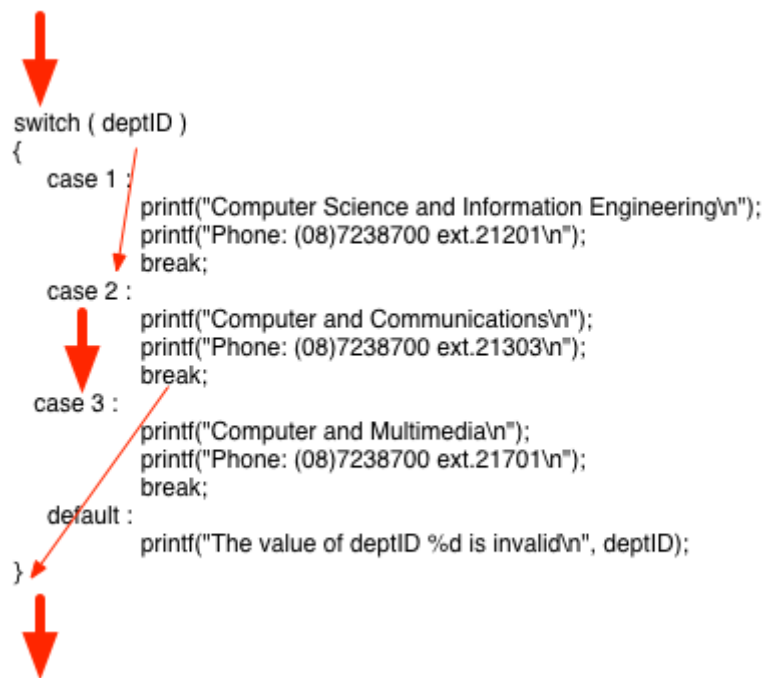 switch ( deptID )
{
case 1 :
printf("Computer Science and Information Engineering\n");
printf("Phone: (08)7238700 ext.21201\n");
break;
case 2 :
printf("Computer and Communications\n");
printf("Phone: (08)7238700 ext.21303\n");
break;
case 3 :
printf("Computer and Multimedia\n");
printf("Phone: (08)7238700 ext.21701\n");
break;
default :
printf("The value of deptID %d is invalid\n", deptID);
}